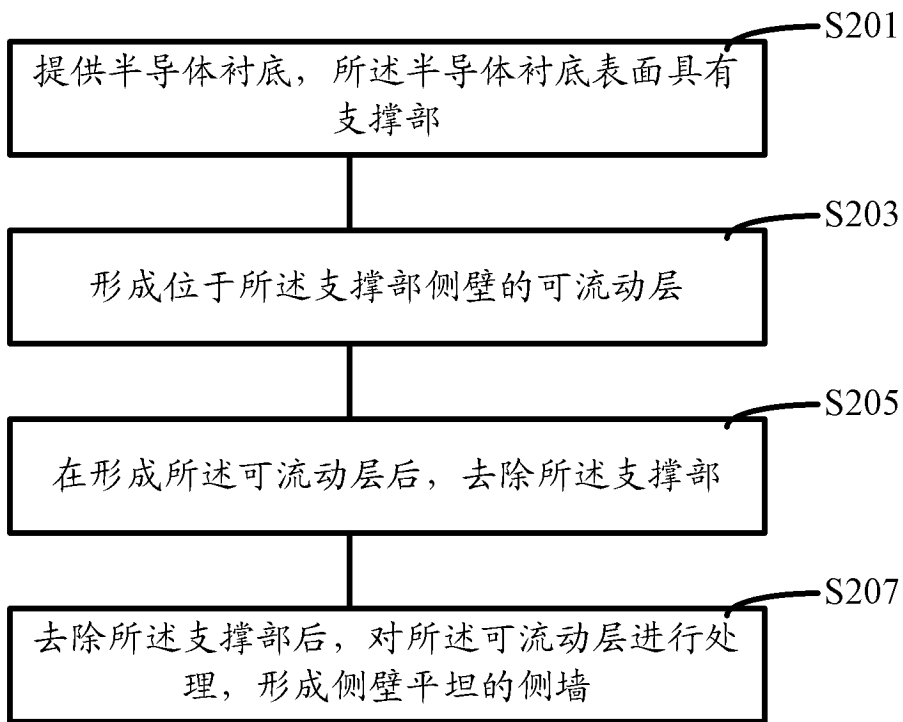 S201
提供半导体衬底，所述半导体衬底表面具有
支撑部
S203
形成位于所述支撑部侧壁的可流动层
S205
在形成所述可流动层后，去除所述支撑部
S207
去除所述支撑部后，对所述可流动层进行处
理，形成侧壁平坦的侧墙